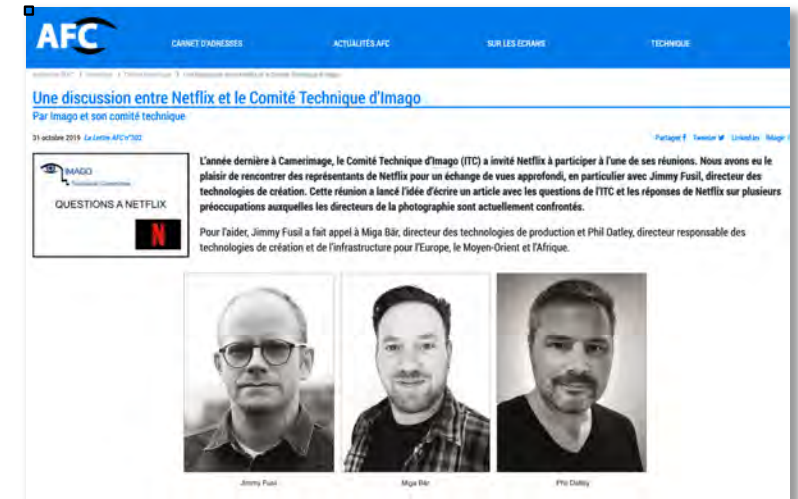 AFC
CARNET D'ADRESSES
ACTUALITÉS AFC
SUR LES ÉCRANS
TECHNIQUE
Une discussion entre Netflix et le Comité Technique d'Imago
Par Imago et son comité technique
31 octobre 2019 La Lettre AFC n°302
Partager Tweeter LinkedIn
IMAGO
QUESTIONS A NETFLIX
N
L'année dernière à Camerimage, le Comité Technique d'Imago (ITC) a invité Netflix à participer à l'une de ses réunions. Nous avons eu le
plaisir de rencontrer des représentants de Netflix pour un échange de vues approfondi, en particulier avec Jimmy Fusil, directeur des
technologies de création. Cette réunion a lancé l'idée d'écrire un article avec les questions de l'ITC et les réponses de Netflix sur plusieurs
préoccupations auxquelles les directeurs de la photographie sont actuellement confrontés.
Pour l'aider, Jimmy Fusil a fait appel à Miga Bär, directeur des technologies de production et Phil Oatley, directeur responsable des
technologies de création et de l'infrastructure pour l'Europe, le Moyen-Orient et l'Afrique.
Jimmy Fusil
Miga Bär
Phil Oatley